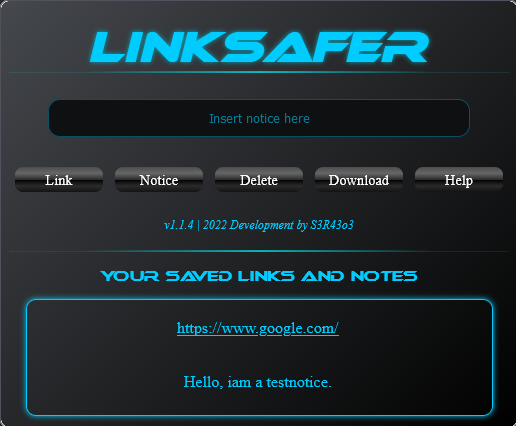 LINKSAFER
Insert notice here
Link Notice Delete Download Help
v1.1.4 | 2022 Development by S3R43o3
YOUR SAVED LINKS AND NOTES
https://www.google.com/
Hello, iam a testnotice.